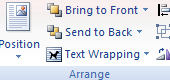 Bring to Front
Position
Send to Back
Text Wrapping
Arrange